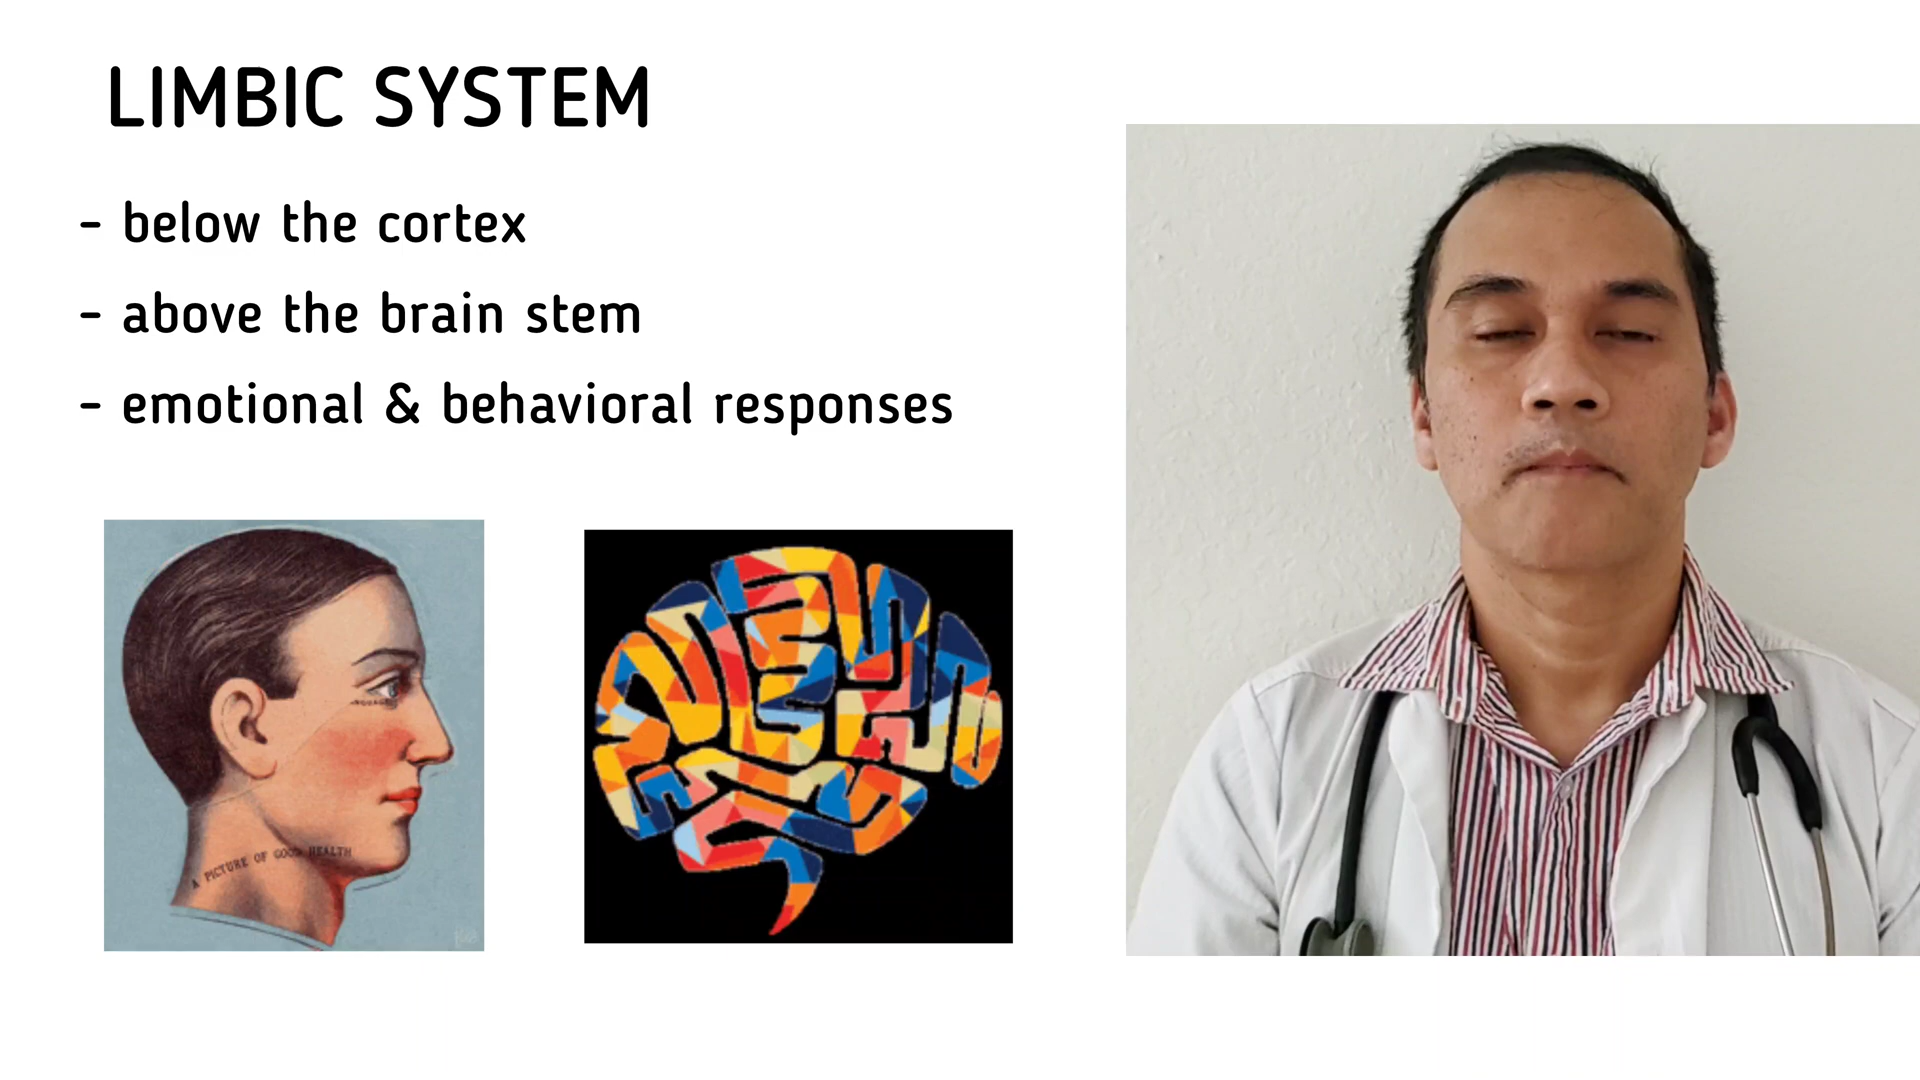 LIMBIC SYSTEM
- below the cortex
- above the brain stem
- emotional & behavioral responses
A PICTURE OF GOOD HEALTH